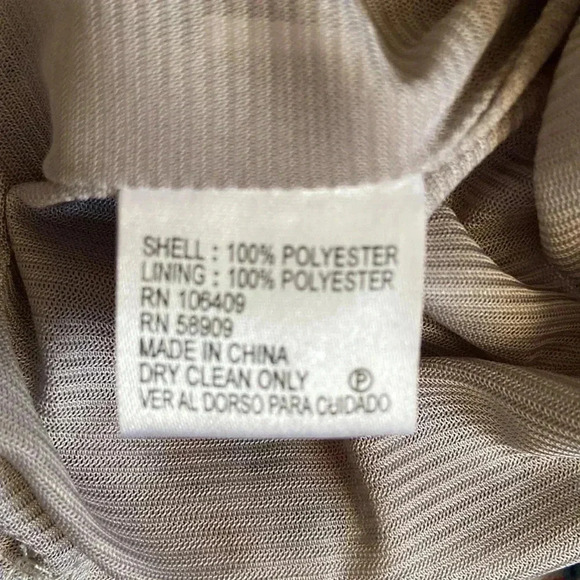 SHELL : 100% POLYESTER
LINING : 100% POLYESTER
RN 106409
RN 58909
MADE IN CHINA
DRY CLEAN ONLY Ⓟ
VER AL DORSO PARA CUIDADO